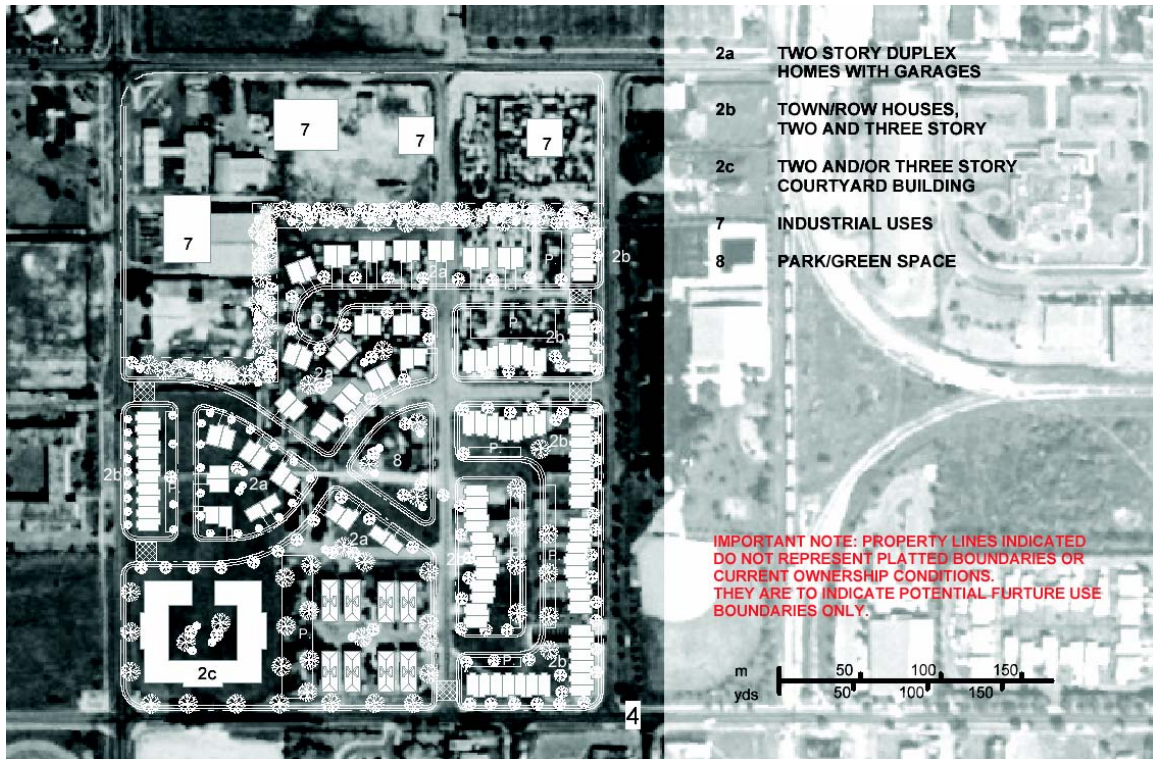 2a TWO STORY DUPLEX
HOMES WITH GARAGES
2b TOWN/ROW HOUSES,
TWO AND THREE STORY
2c TWO AND/OR THREE STORY
COURTYARD BUILDING
7 INDUSTRIAL USES
8 PARK/GREEN SPACE
7
7
7
7
2b
2a
P.
P.
2b
2a
2b
P.
8
2b
2a
2a
P.
2c
2b
P.
4
IMPORTANT NOTE: PROPERTY LINES INDICATED
DO NOT REPRESENT PLATTED BOUNDARIES OR
CURRENT OWNERSHIP CONDITIONS.
THEY ARE TO INDICATE POTENTIAL FURTURE USE
BOUNDARIES ONLY.
m 50 100 150
yds 50 100 150